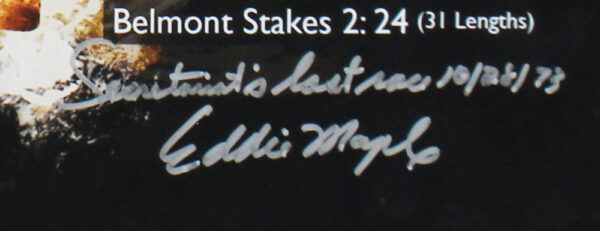 Belmont Stakes 2:24 (31 Lengths)
Secretariat's last race 10/28/73
Eddie Maple